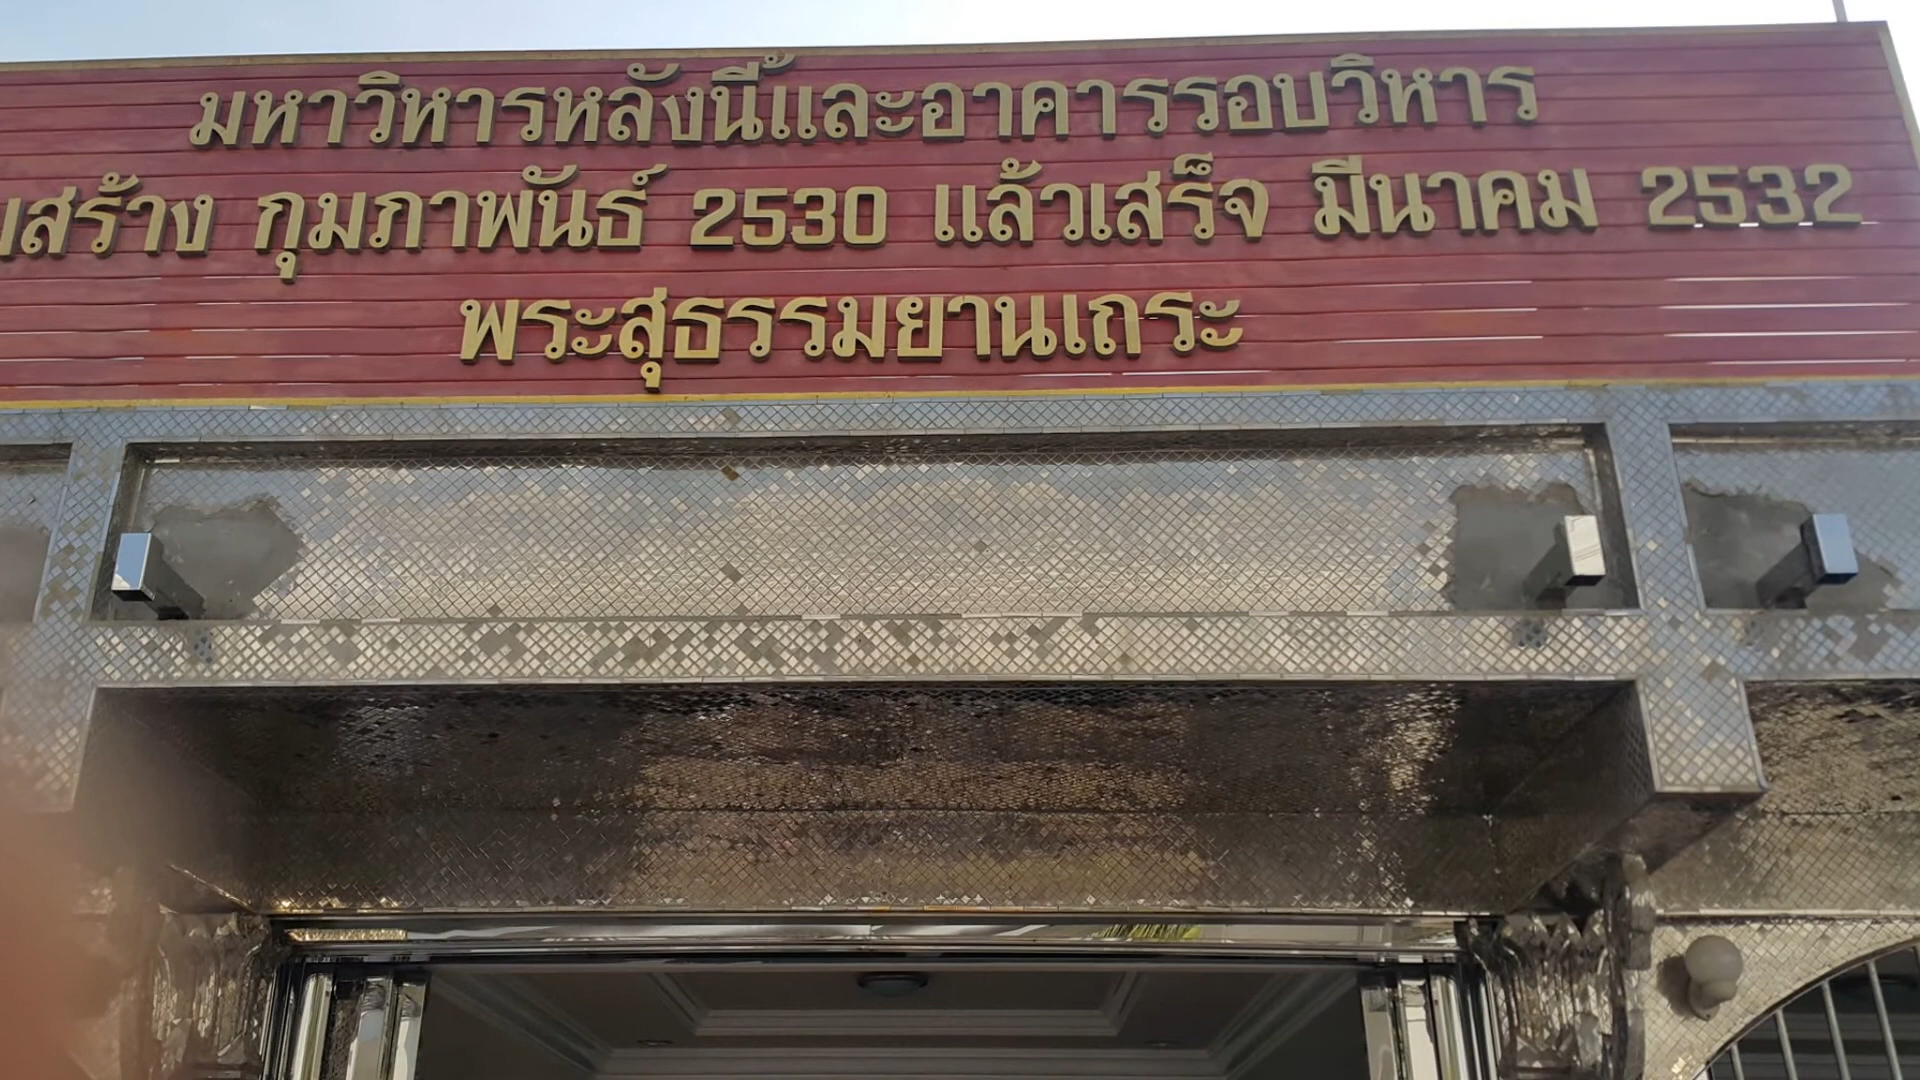 มหาวิหารหลังนี้และอาคารรอบวิหาร
สร้าง กุมภาพันธ์ 2530 แล้วเสร็จ มีนาคม 2532
พระสุธรรมยานเถระ